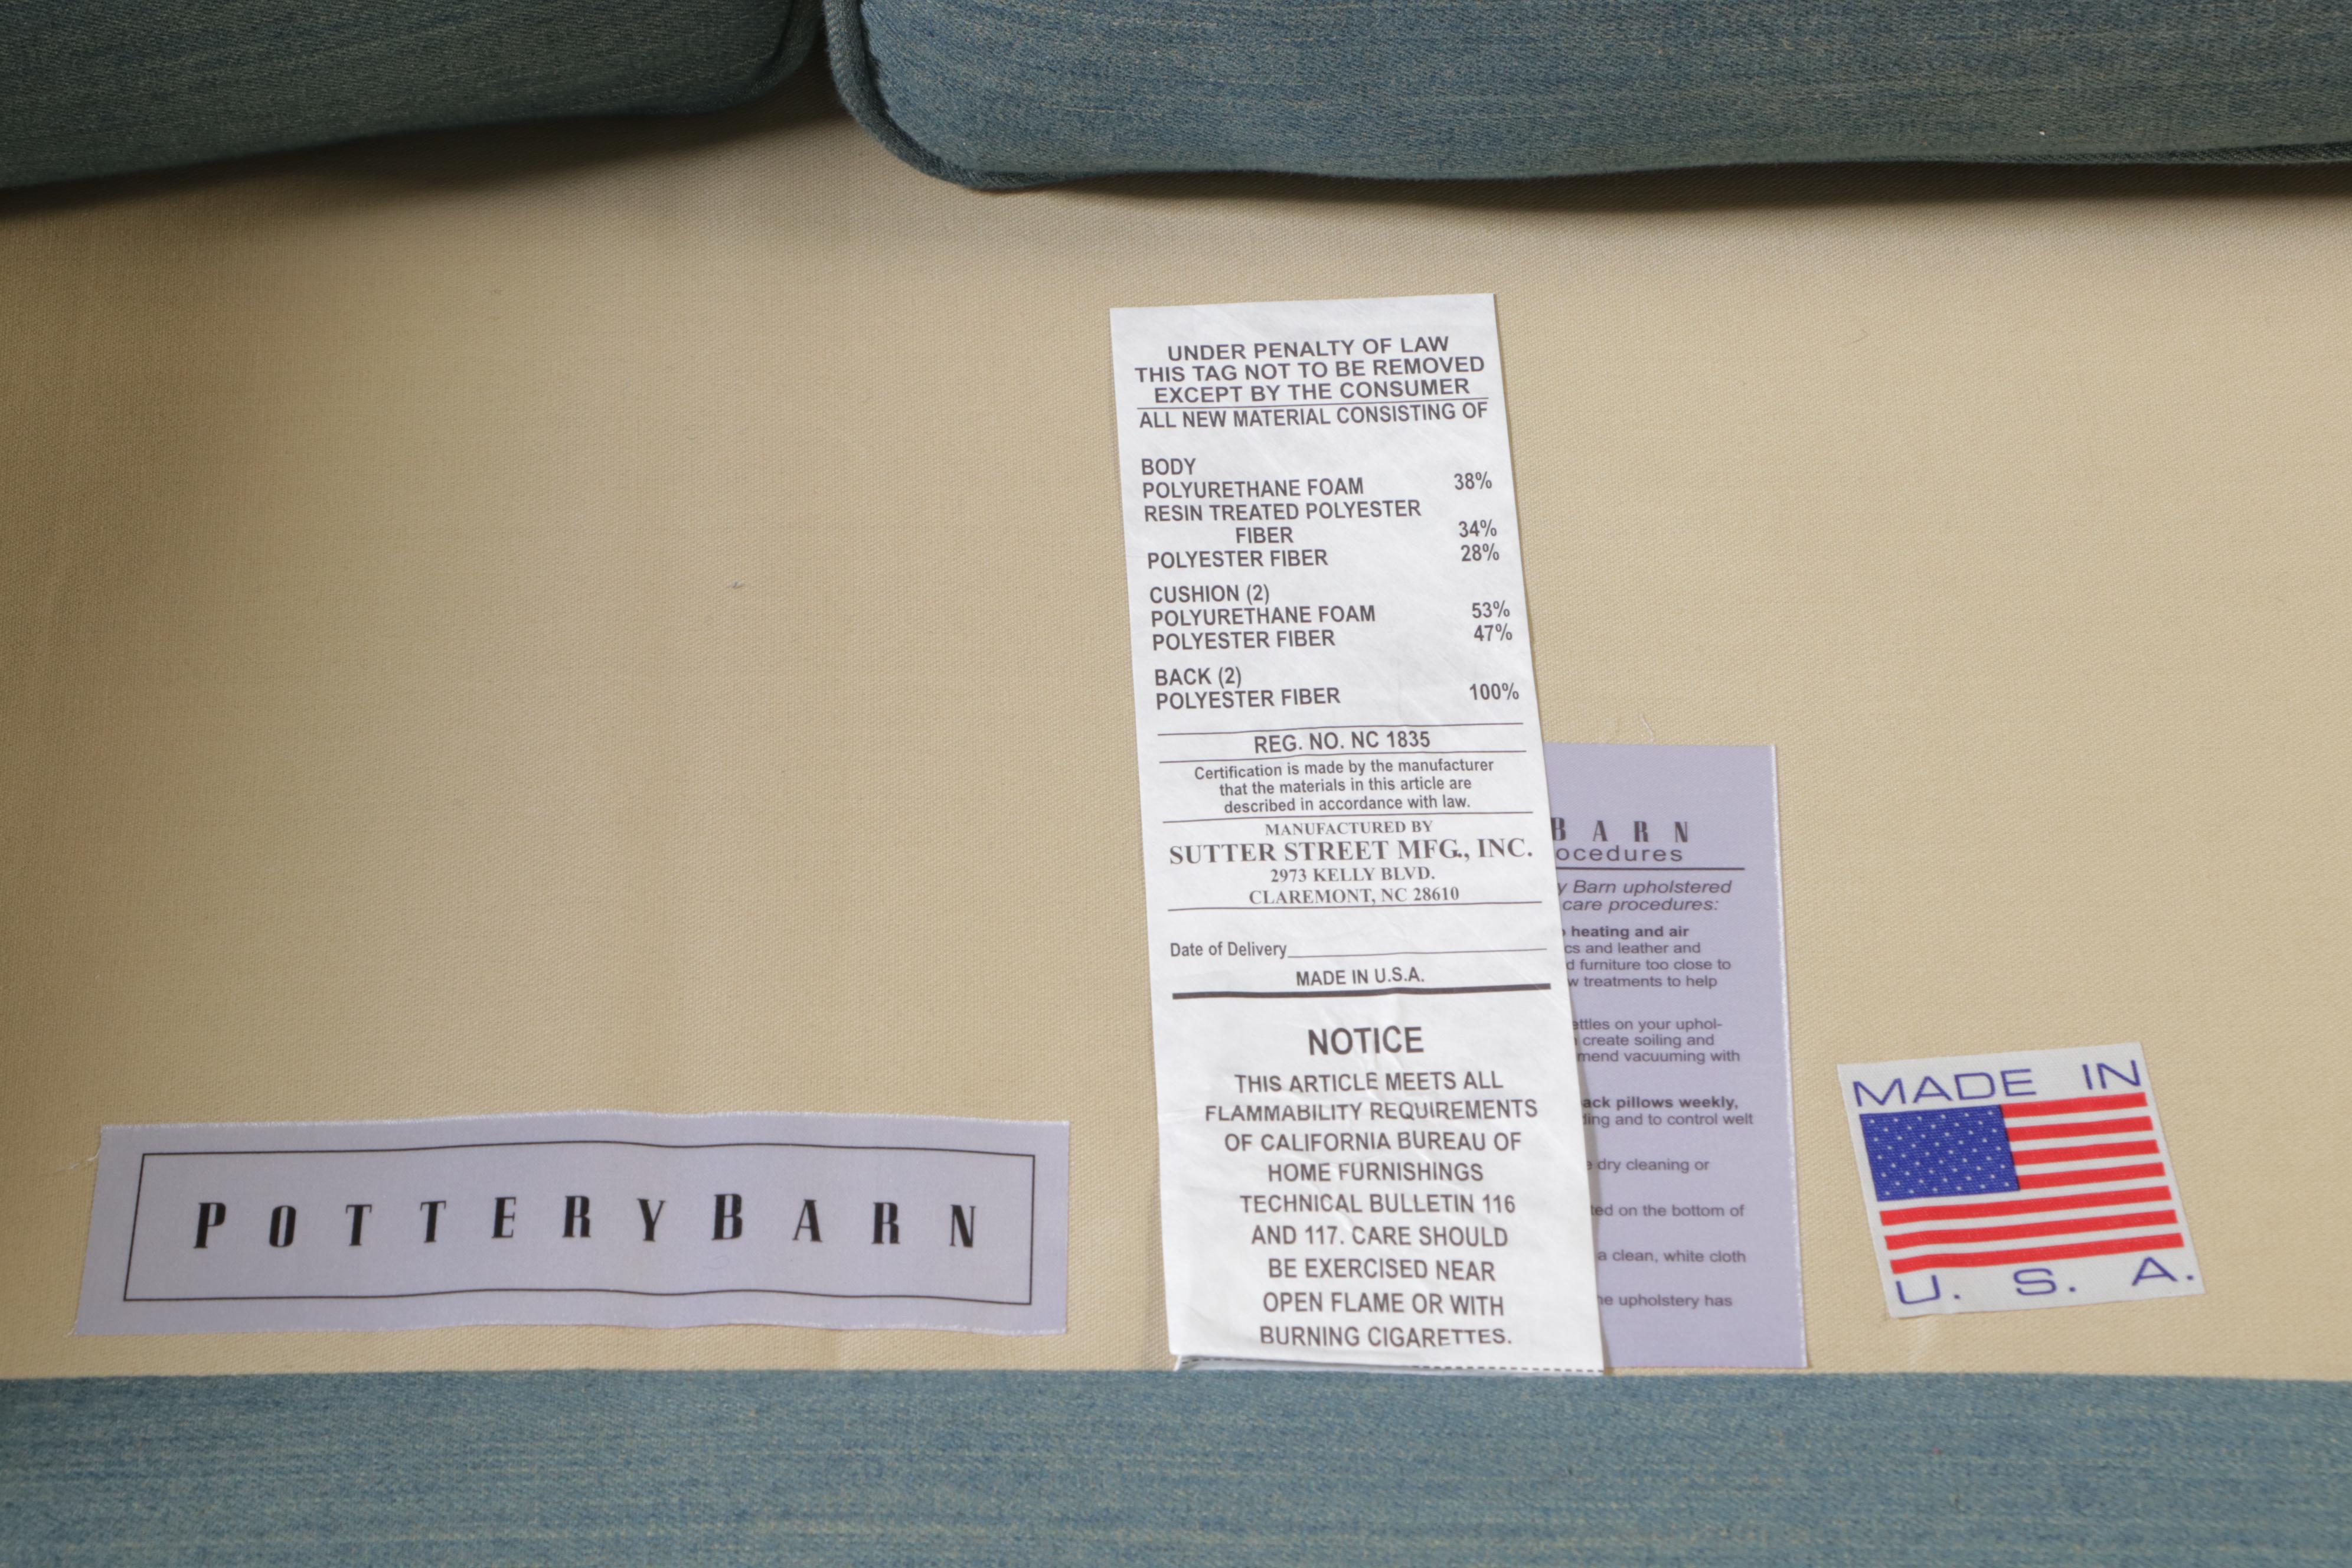 UNDER PENALTY OF LAW
THIS TAG NOT TO BE REMOVED
EXCEPT BY THE CONSUMER
ALL NEW MATERIAL CONSISTING OF
BODY
POLYURETHANE FOAM 38%
RESIN TREATED POLYESTER
FIBER 34%
POLYESTER FIBER 28%
CUSHION (2)
POLYURETHANE FOAM 53%
POLYESTER FIBER 47%
BACK (2)
POLYESTER FIBER 100%
REG. NO. NC 1835
Certification is made by the manufacturer
that the materials in this article are
described in accordance with law.
MANUFACTURED BY
SUTTER STREET MFG., INC.
2973 KELLY BLVD.
CLAREMONT, NC 28610
Date of Delivery
MADE IN U.S.A.
NOTICE
THIS ARTICLE MEETS ALL
FLAMMABILITY REQUIREMENTS
OF CALIFORNIA BUREAU OF
HOME FURNISHINGS
TECHNICAL BULLETIN 116
AND 117. CARE SHOULD
BE EXERCISED NEAR
OPEN FLAME OR WITH
BURNING CIGARETTES.
BARN
ocedures
y Barn upholstered
care procedures:
heating and air
cs and leather and
d furniture too close to
w treatments to help
ettles on your uphol-
create soiling and
mend vacuuming with
ack pillows weekly,
ding and to control welt
dry cleaning or
ted on the bottom of
a clean, white cloth
he upholstery has
POTTERYBARN
MADE IN
U. S. A.